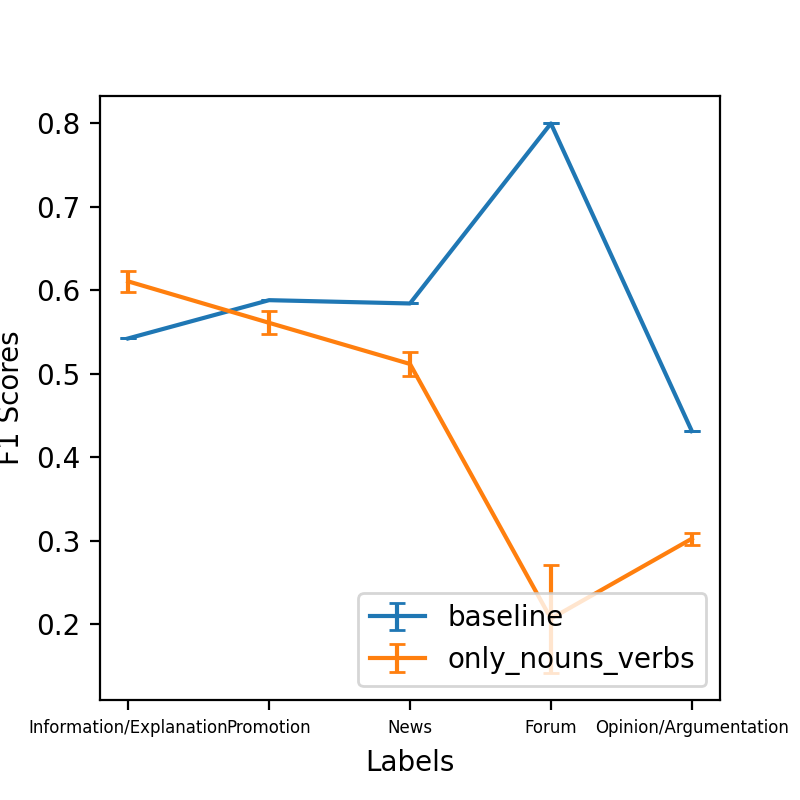 F1 Scores
0.8
0.7
0.6
0.5
0.4
0.3
0.2
baseline
only_nouns_verbs
Information/Explanation Promotion News Forum Opinion/Argumentation
Labels